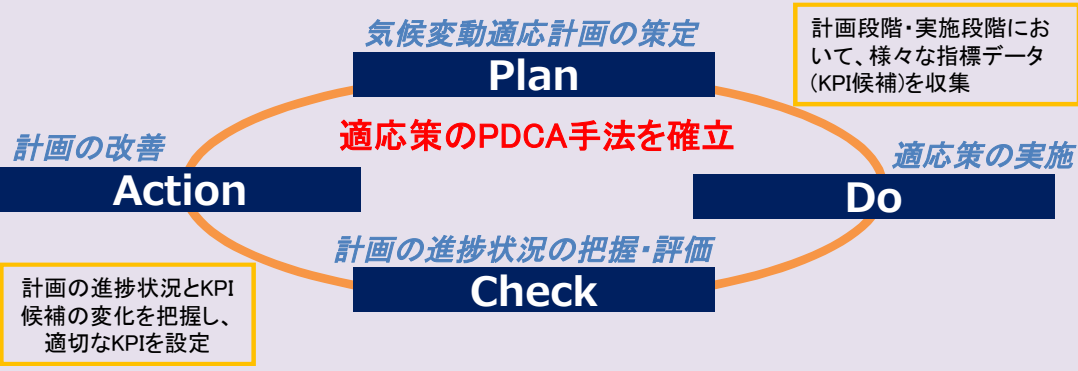 気候変動適応計画の策定
Plan
計画段階・実施段階にお
いて、様々な指標データ
(KPI候補)を収集
適応策のPDCA手法を確立
計画の改善
Action
適応策の実施
Do
計画の進捗状況の把握・評価
Check
計画の進捗状況とKPI
候補の変化を把握し、
適切なKPIを設定